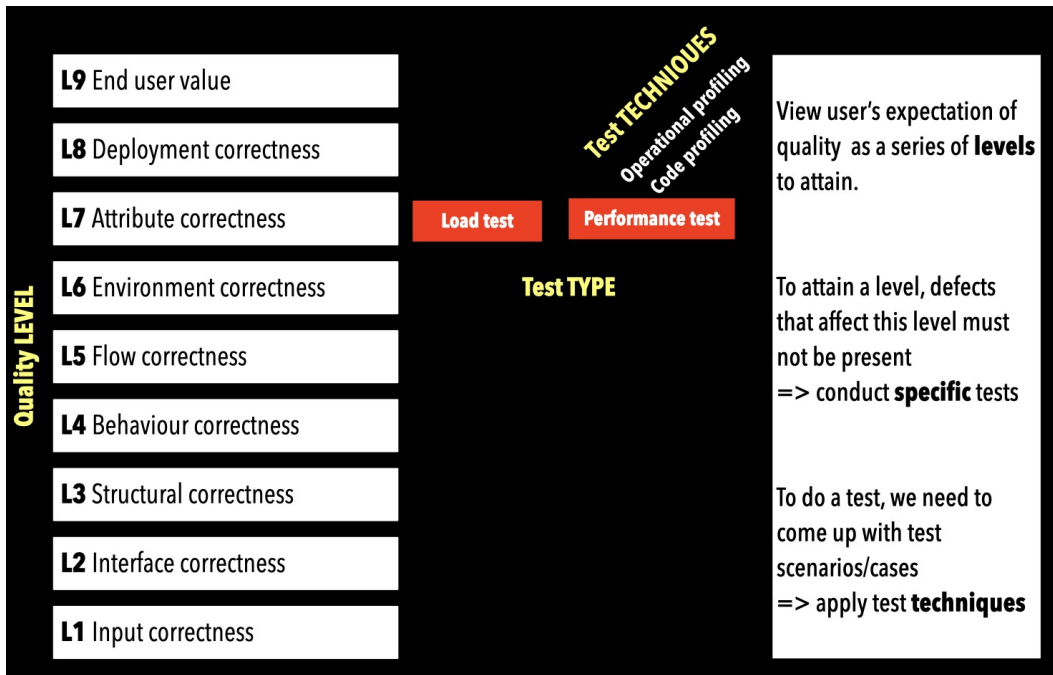 Quality LEVEL
L9 End user value
L8 Deployment correctness
L7 Attribute correctness
L6 Environment correctness
L5 Flow correctness
L4 Behaviour correctness
L3 Structural correctness
L2 Interface correctness
L1 Input correctness
Test TECHNIQUES
Operational profiling
Code profiling
Load test
Performance test
Test TYPE
View user's expectation of
quality as a series of levels
to attain.
To attain a level, defects
that affect this level must
not be present
=> conduct specific tests
To do a test, we need to
come up with test
scenarios/cases
=> apply test techniques